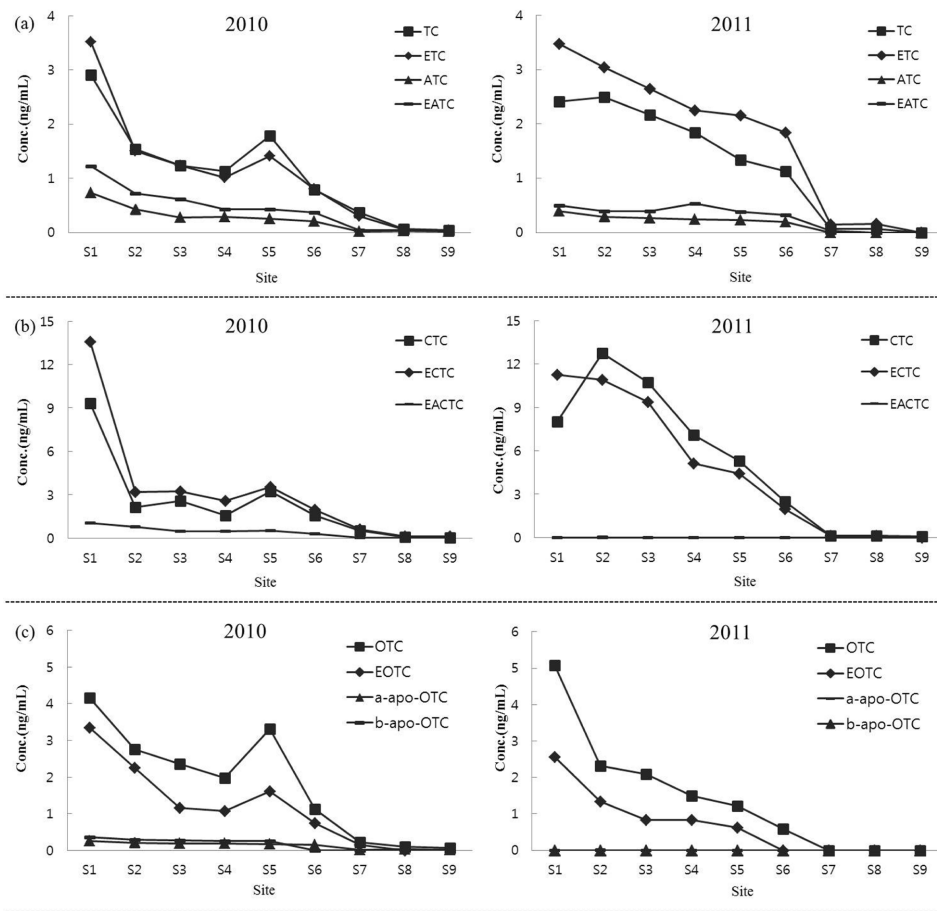 (a)
2010
Conc.(ng/mL)
4
3
2
1
0
TC
ETC
ATC
EATC
S1 S2 S3 S4 S5 S6 S7 S8 S9
Site
2011
Conc.(ng/mL)
4
3
2
1
0
TC
ETC
ATC
EATC
S1 S2 S3 S4 S5 S6 S7 S8 S9
Site
(b)
2010
Conc.(ng/mL)
15
12
9
6
3
0
CTC
ECTC
EACTC
S1 S2 S3 S4 S5 S6 S7 S8 S9
Site
2011
Conc.(ng/mL)
15
12
9
6
3
0
CTC
ECTC
EACTC
S1 S2 S3 S4 S5 S6 S7 S8 S9
Site
(c)
2010
Conc.(ng/mL)
6
5
4
3
2
1
0
OTC
EOTC
a-apo-OTC
b-apo-OTC
S1 S2 S3 S4 S5 S6 S7 S8 S9
Site
2011
Conc.(ng/mL)
6
5
4
3
2
1
0
OTC
EOTC
a-apo-OTC
b-apo-OTC
S1 S2 S3 S4 S5 S6 S7 S8 S9
Site